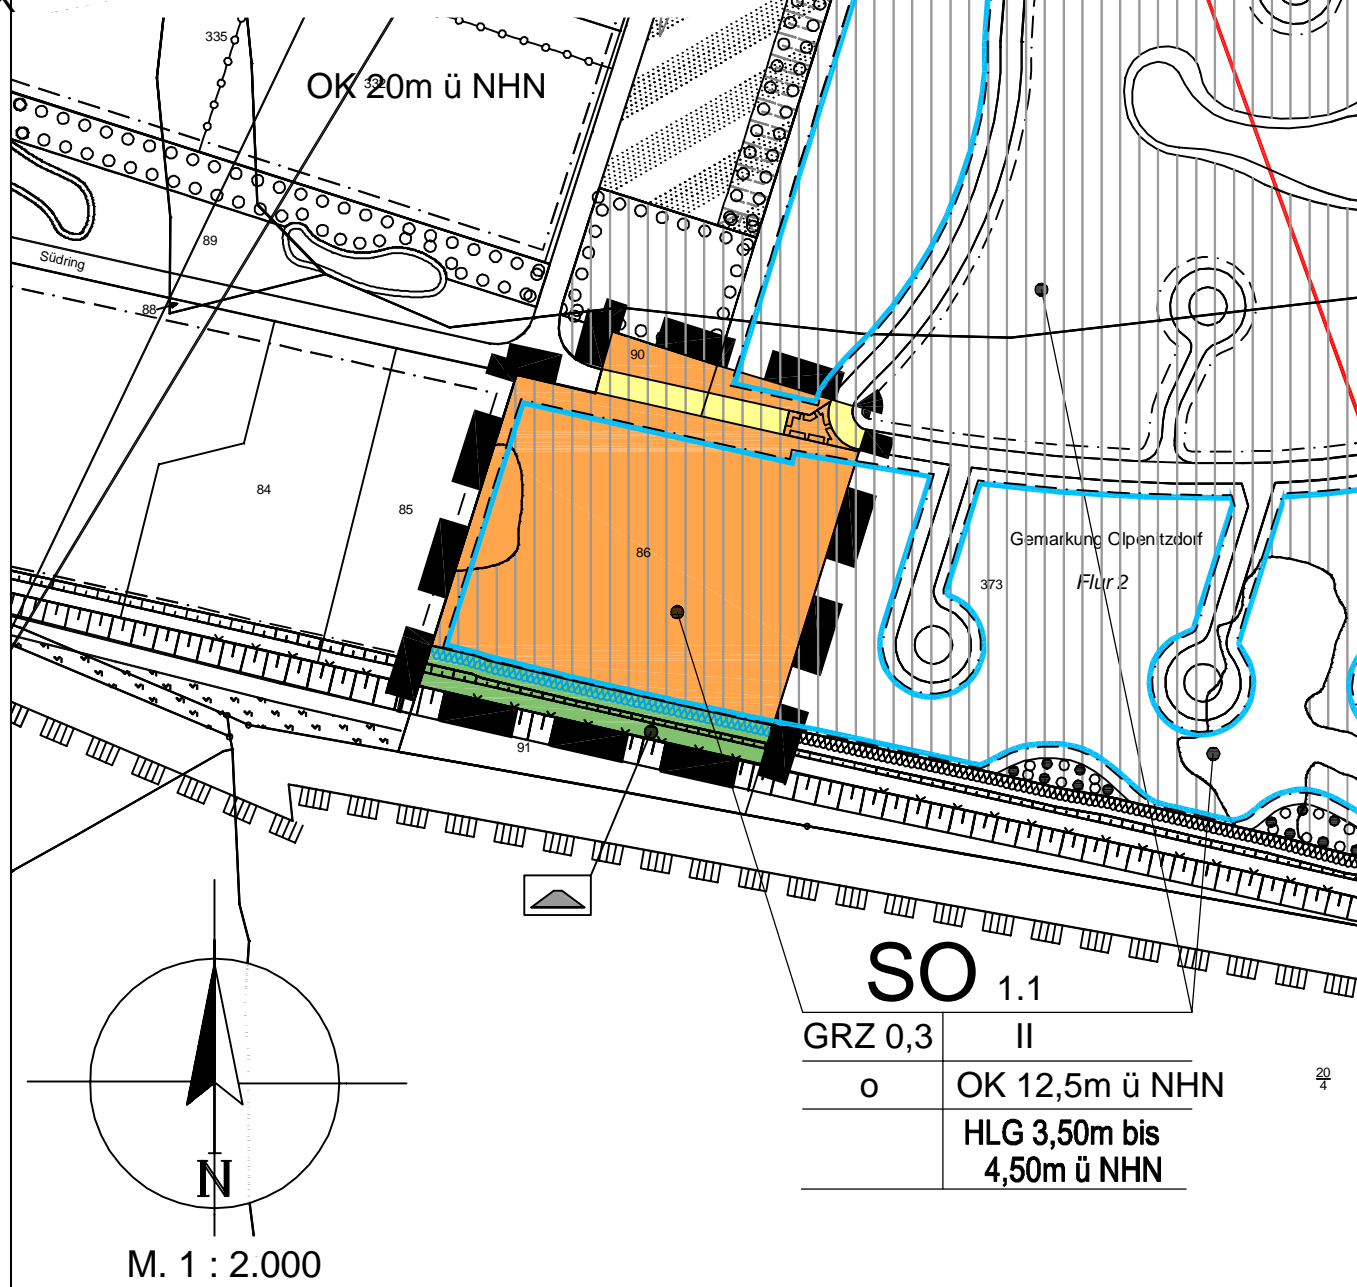 335
OK 20m ü NHN
332
89
Südring
88
90
84
85
86
Gemarkung Olpenitzdorf
373
Flur 2
91
SO 1.1
GRZ 0,3
II
o
OK 12,5m ü NHN
20
4
HLG 3,50m bis
4,50m ü NHN
N
M. 1 : 2.000